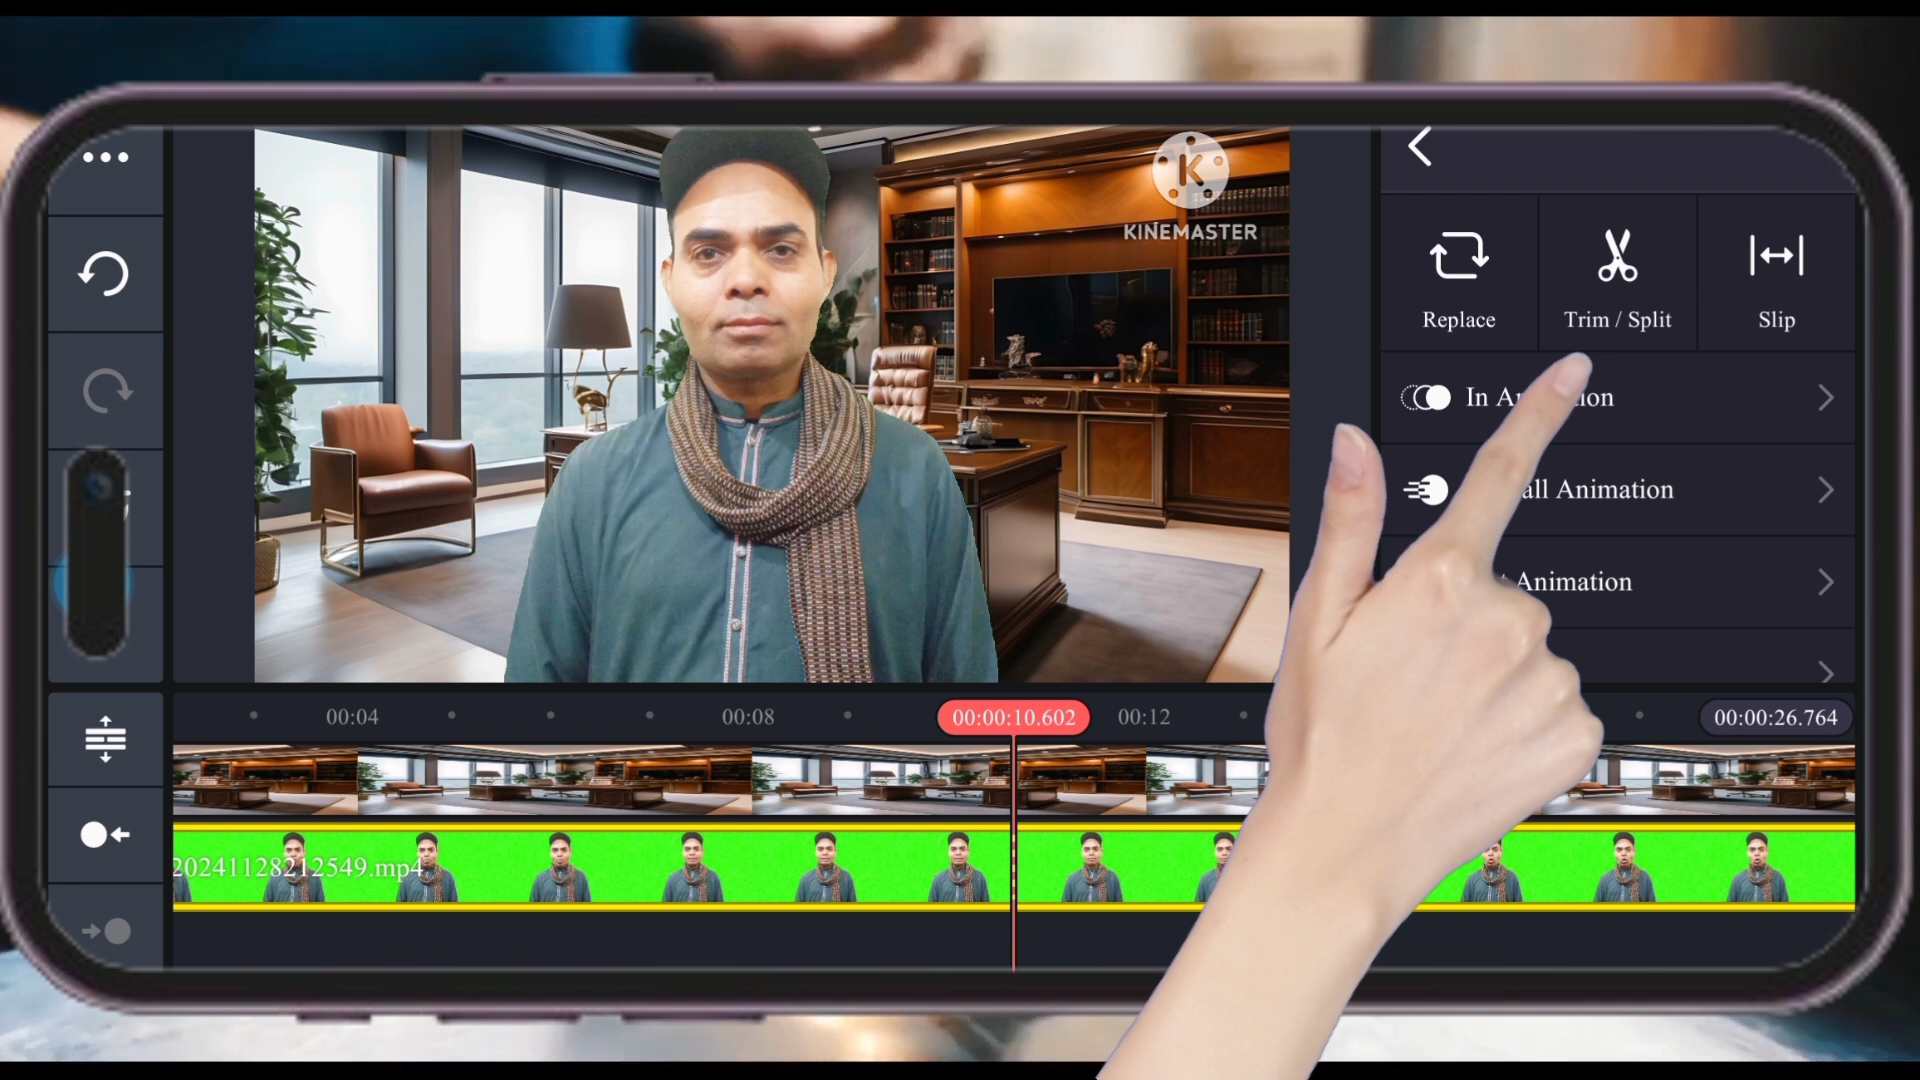 KINEMASTER
Replace
Trim / Split
Slip
In A ion
all Animation
Animation
00:04
00:08
00:00:10.602
00:12
00:00:26.764
20241128212549.mp4